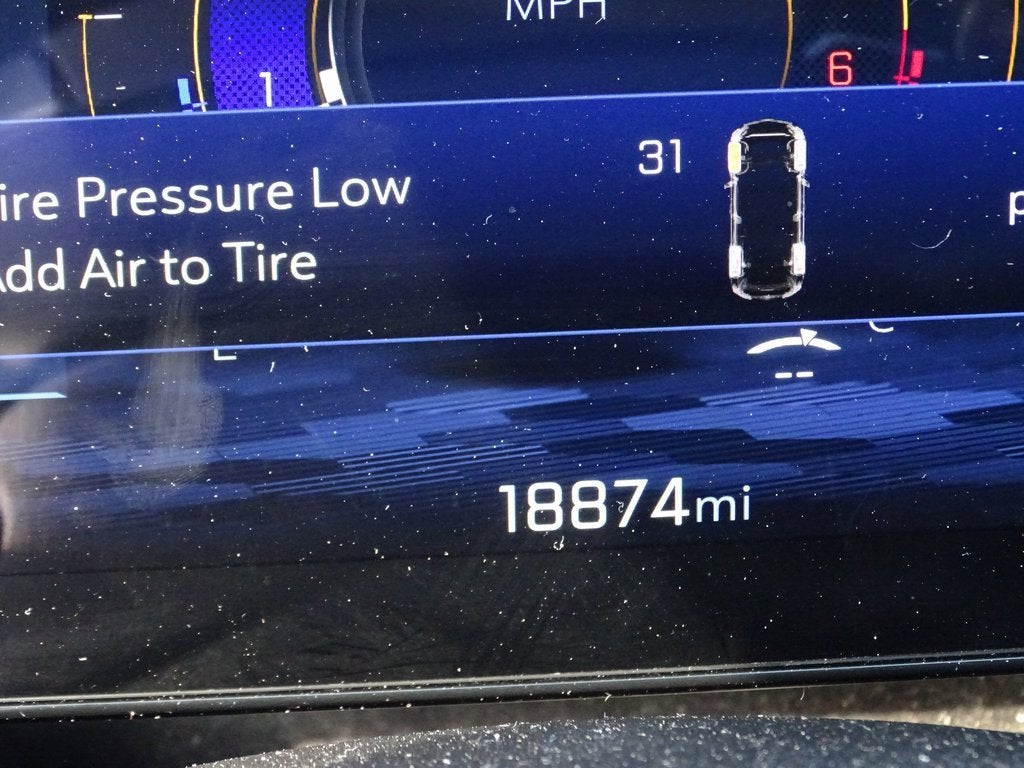 MPH
1
6
31
ire Pressure Low
p
dd Air to Tire
--
18874mi